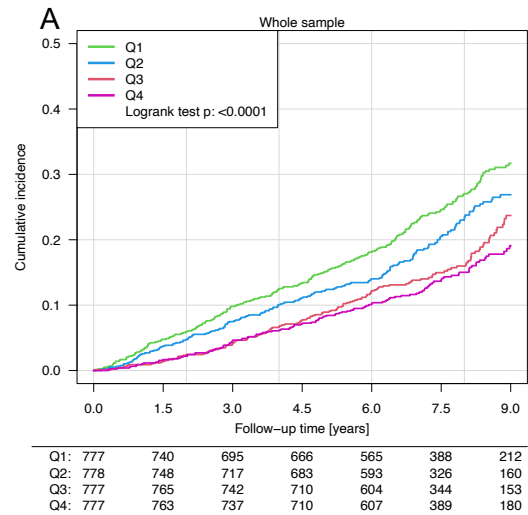 A
Whole sample
Q1
Q2
Q3
Q4
Logrank test p: <0.0001
0.5
0.4
0.3
0.2
0.1
0.0
Cumulative incidence
0.0 1.5 3.0 4.5 6.0 7.5 9.0
Follow−up time [years]
Q1: 777 740 695 666 565 388 212
Q2: 778 748 717 683 593 326 160
Q3: 777 765 742 710 604 344 153
Q4: 777 763 737 710 607 389 180